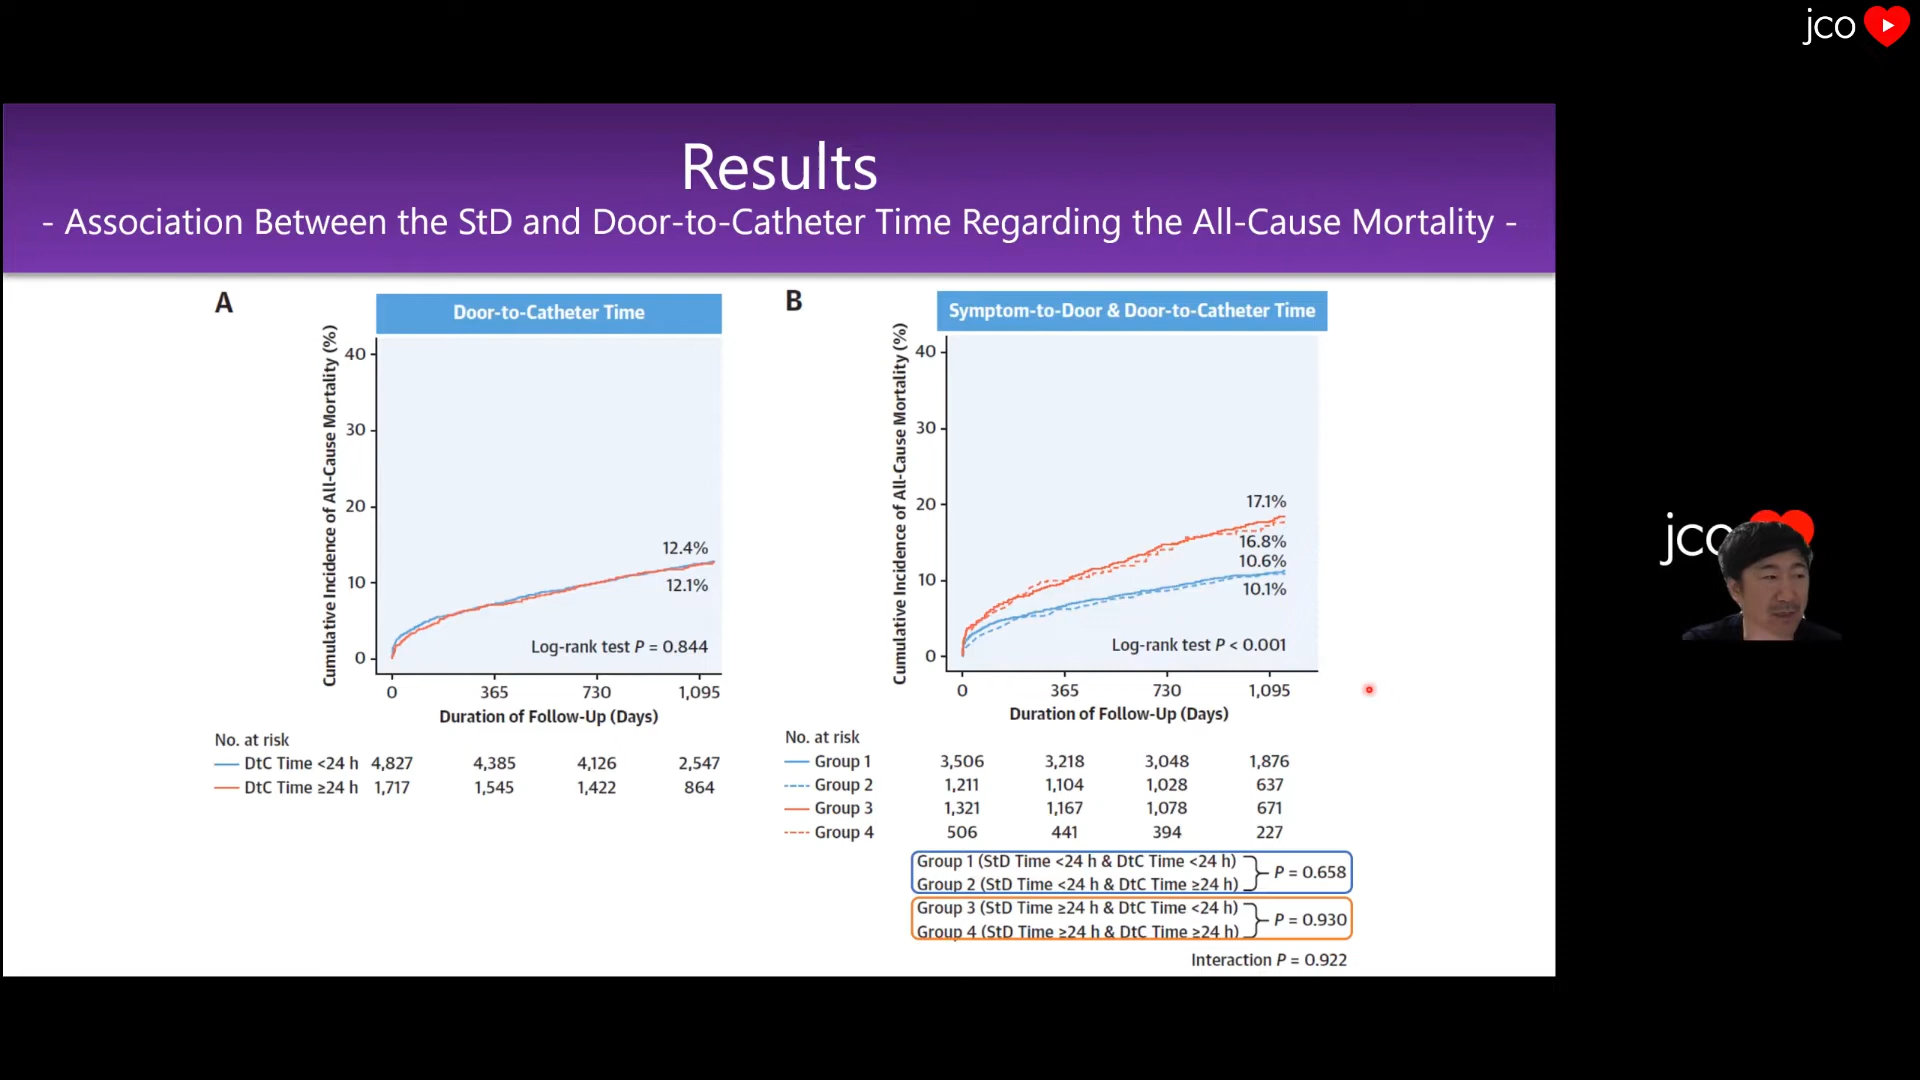 jco
Results
- Association Between the StD and Door-to-Catheter Time Regarding the All-Cause Mortality -
A
Door-to-Catheter Time
Cumulative Incidence of All-Cause Mortality (%)
40
30
20
10
0
12.4%
12.1%
Log-rank test P = 0.844
0 365 730 1,095
Duration of Follow-Up (Days)
No. at risk
DtC Time <24 h 4,827 4,385 4,126 2,547
DtC Time ≥24 h 1,717 1,545 1,422 864
B
Symptom-to-Door & Door-to-Catheter Time
Cumulative Incidence of All-Cause Mortality (%)
40
30
20
10
0
17.1%
16.8%
10.6%
10.1%
Log-rank test P < 0.001
0 365 730 1,095
Duration of Follow-Up (Days)
No. at risk
Group 1 3,506 3,218 3,048 1,876
Group 2 1,211 1,104 1,028 637
Group 3 1,321 1,167 1,078 671
Group 4 506 441 394 227
Group 1 (StD Time <24 h & DtC Time <24 h)
Group 2 (StD Time <24 h & DtC Time ≥24 h)
P = 0.658
Group 3 (StD Time ≥24 h & DtC Time <24 h)
Group 4 (StD Time ≥24 h & DtC Time ≥24 h)
P = 0.930
Interaction P = 0.922
jco